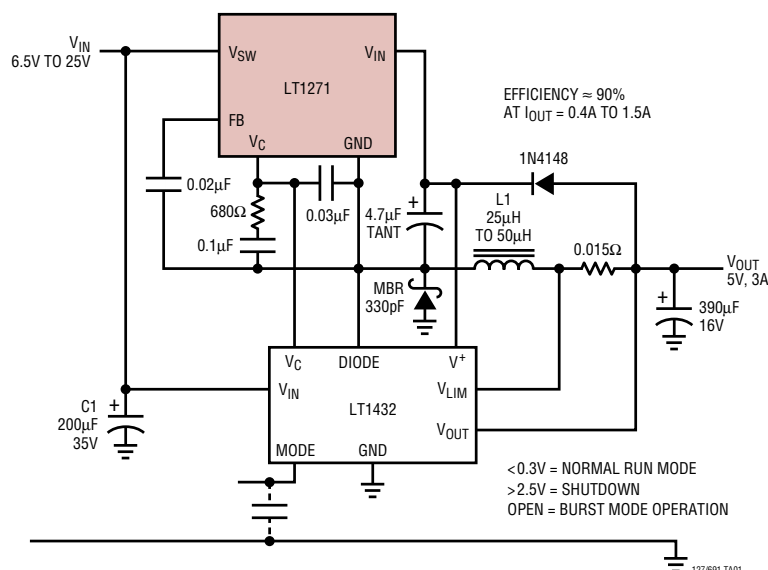 V_IN
6.5V TO 25V
V_SW
V_IN
LT1271
FB
V_C
GND
EFFICIENCY ≈ 90%
AT I_OUT = 0.4A TO 1.5A
1N4148
0.02µF
680Ω
0.03µF
0.1µF
+
4.7µF
TANT
L1
25µH
TO 50µH
0.015Ω
V_OUT
5V, 3A
MBR
330pF
+
390µF
16V
V_C
DIODE
V+
V_IN
V_LIM
LT1432
V_OUT
C1
+
200µF
35V
MODE
GND
<0.3V = NORMAL RUN MODE
>2.5V = SHUTDOWN
OPEN = BURST MODE OPERATION
127/691 TA01